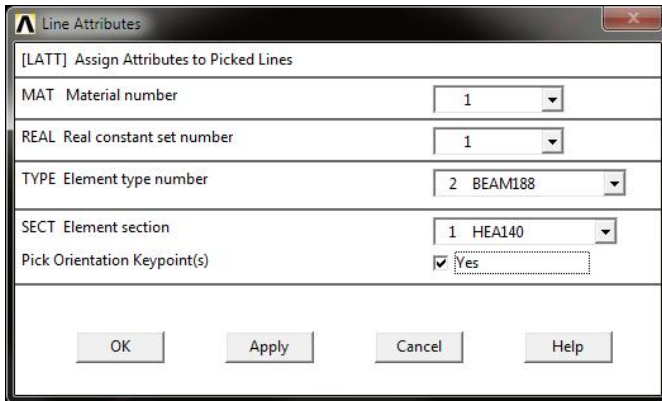 Line Attributes
[LATT] Assign Attributes to Picked Lines
MAT Material number 1
REAL Real constant set number 1
TYPE Element type number 2 BEAM188
SECT Element section 1 HEA140
Pick Orientation Keypoint(s) Yes
OK Apply Cancel Help